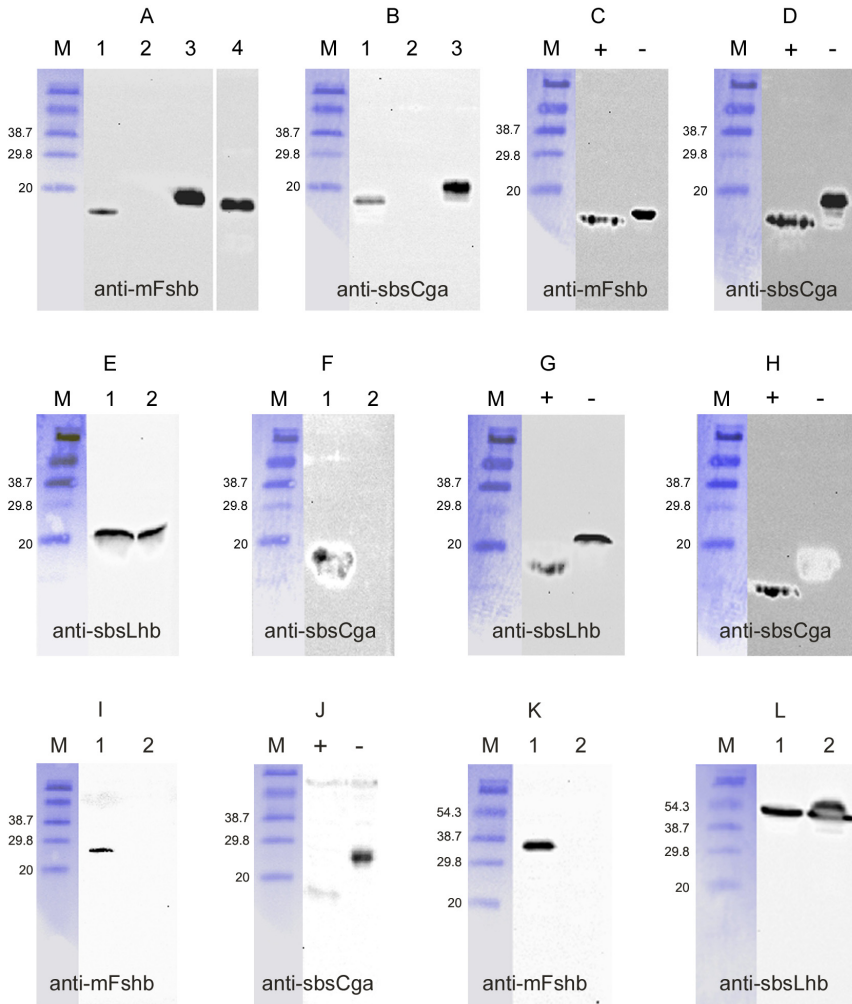 A B C D
M 1 2 3 4 M 1 2 3 M + - M + -
38.7 38.7 38.7 38.7
29.8 29.8 29.8 29.8
20 20 20 20
anti-mFshb anti-sbsCga anti-mFshb anti-sbsCga
E F G H
M 1 2 M 1 2 M + - M + -
38.7 38.7 38.7 38.7
29.8 29.8 29.8 29.8
20 20 20 20
anti-sbsLhb anti-sbsCga anti-sbsLhb anti-sbsCga
I J K L
M 1 2 M + - M 1 2 M 1 2
54.3 54.3
38.7 38.7 38.7 38.7
29.8 29.8 29.8 29.8
20 20 20 20
anti-mFshb anti-sbsCga anti-mFshb anti-sbsLhb